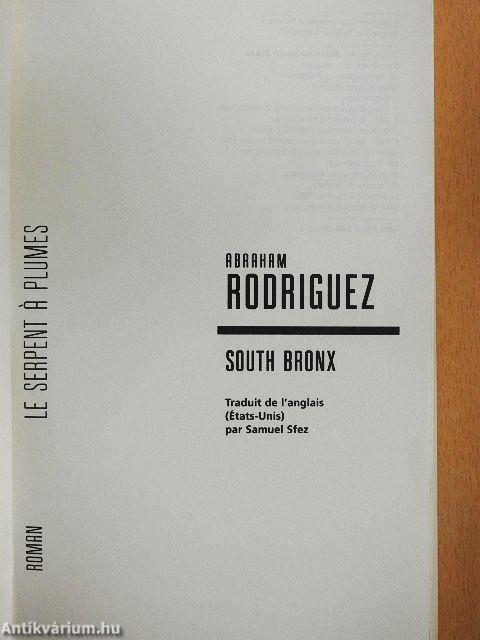 ABRAHAM
RODRIGUEZ
SOUTH BRONX
Traduit de l'anglais
(États-Unis)
par Samuel Sfez
LE SERPENT À PLUMES
ROMAN
Antikvárium.hu